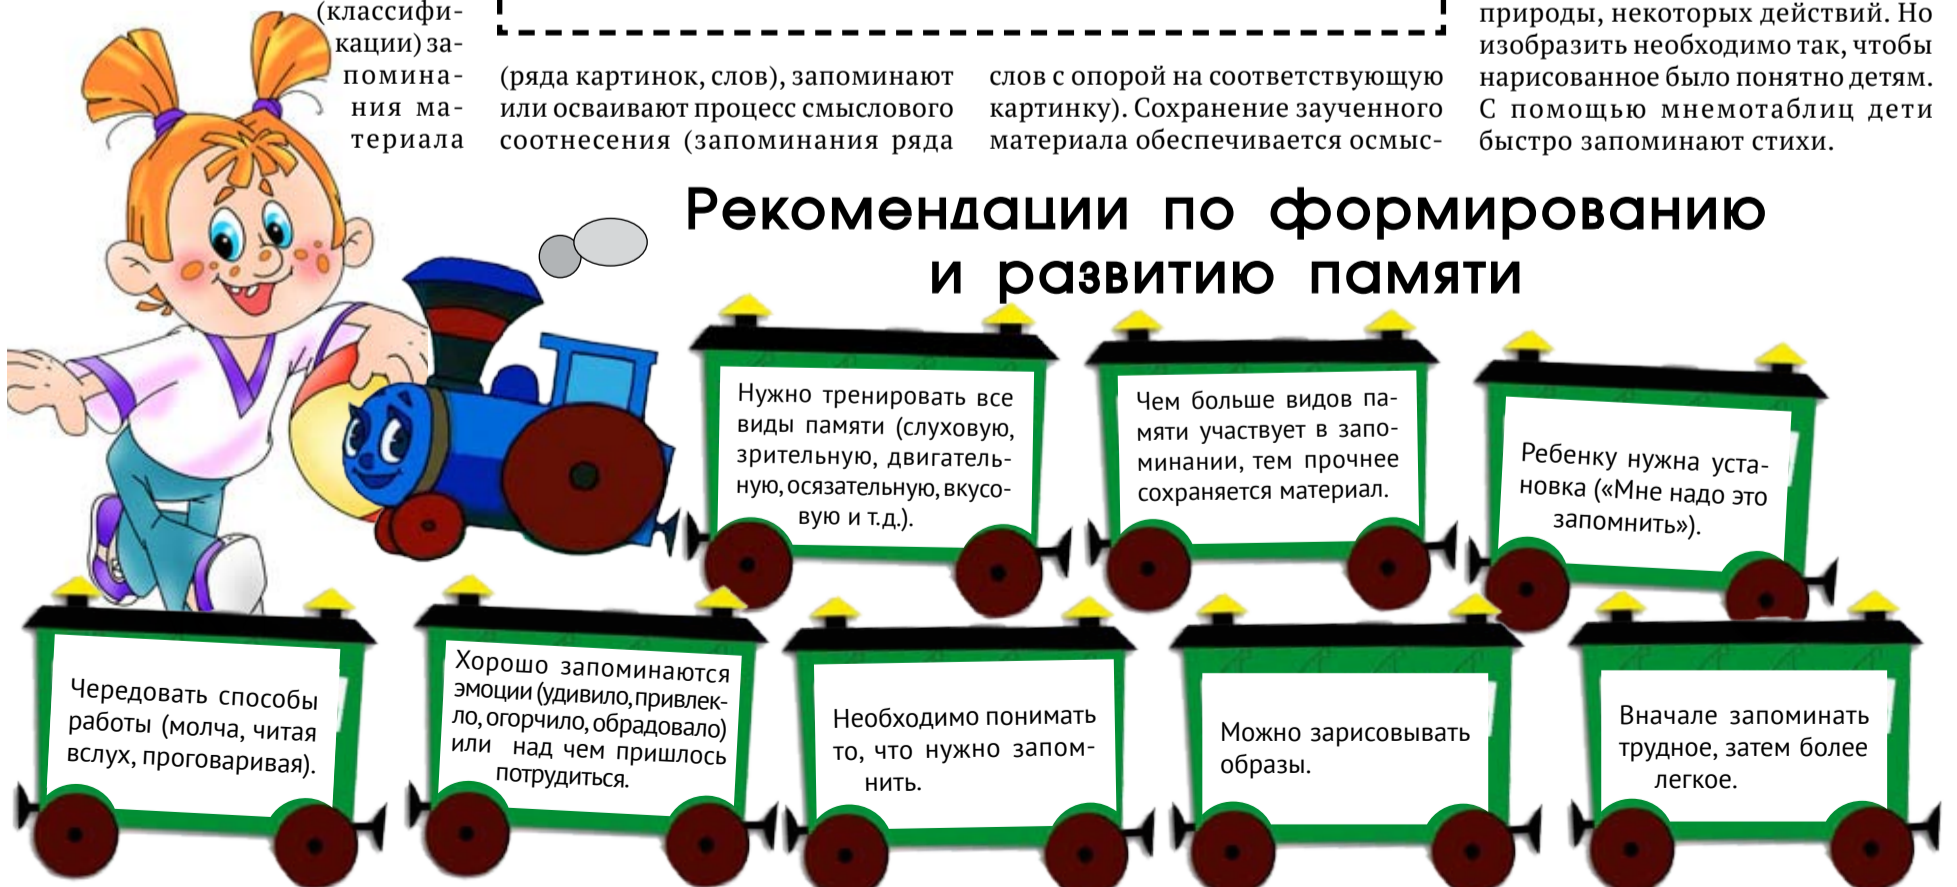 (классифи-
кации) за-
помина-
ния ма-
териала
(ряда картинок, слов), запоминают
или осваивают процесс смыслового
соотнесения (запоминания ряда
слов с опорой на соответствующую
картинку). Сохранение заученного
материала обеспечивается осмыс-
природы, некоторых действий. Но
изобразить необходимо так, чтобы
нарисованное было понятно детям.
С помощью мнемотаблиц дети
быстро запоминают стихи.
Рекомендации по формированию
и развитию памяти
Нужно тренировать все
виды памяти (слуховую,
зрительную, двигатель-
ную, осязательную, вкусо-
вую и т.д.).
Чем больше видов па-
мяти участвует в запо-
минании, тем прочнее
сохраняется материал.
Ребенку нужна уста-
новка («Мне надо это
запомнить»).
Чередовать способы
работы (молча, читая
вслух, проговаривая).
Хорошо запоминаются
эмоции (удивило, привлек-
ло, огорчило, обрадовало)
или над чем пришлось
потрудиться.
Необходимо понимать
то, что нужно запом-
нить.
Можно зарисовывать
образы.
Вначале запоминать
трудное, затем более
легкое.